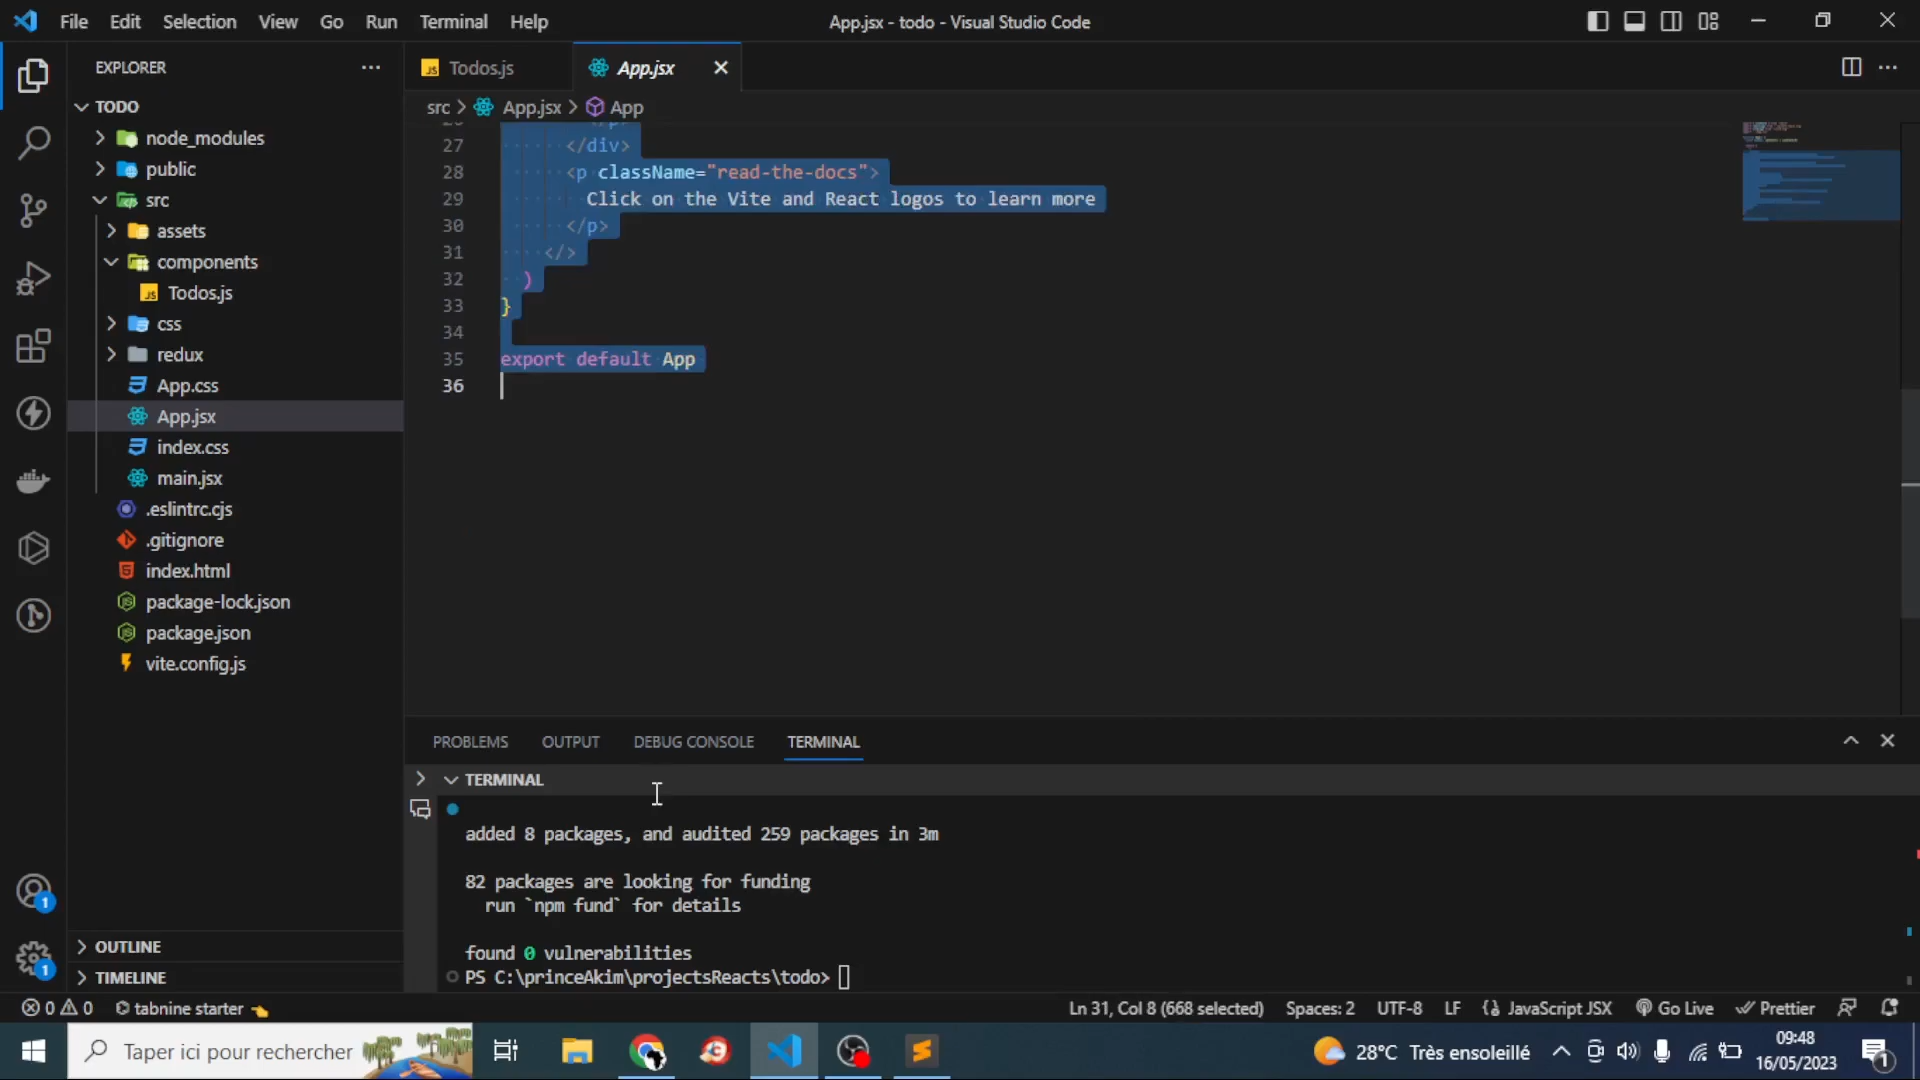 File Edit Selection View Go Run Terminal Help
App.jsx - todo - Visual Studio Code
EXPLORER
TODO
node_modules
public
src
assets
components
Todos.js
css
redux
App.css
App.jsx
index.css
main.jsx
.eslintrc.cjs
.gitignore
index.html
package-lock.json
package.json
vite.config.js
OUTLINE
TIMELINE
Todos.js
App.jsx
src > App.jsx > App
27 </div>
28 <p className="read-the-docs">
29 Click on the Vite and React logos to learn more
30 </p>
31 </>
32 )
33 }
34
35 export default App
36
PROBLEMS OUTPUT DEBUG CONSOLE TERMINAL
TERMINAL
added 8 packages, and audited 259 packages in 3m
82 packages are looking for funding
run `npm fund` for details
found 0 vulnerabilities
PS C:\princeAkim\projectsReacts\todo>
1
1
0 0 tabnine starter
Ln 31, Col 8 (668 selected) Spaces: 2 UTF-8 LF JavaScript JSX Go Live Prettier
Taper ici pour rechercher
28°C Très ensoleillé
09:48
16/05/2023
1